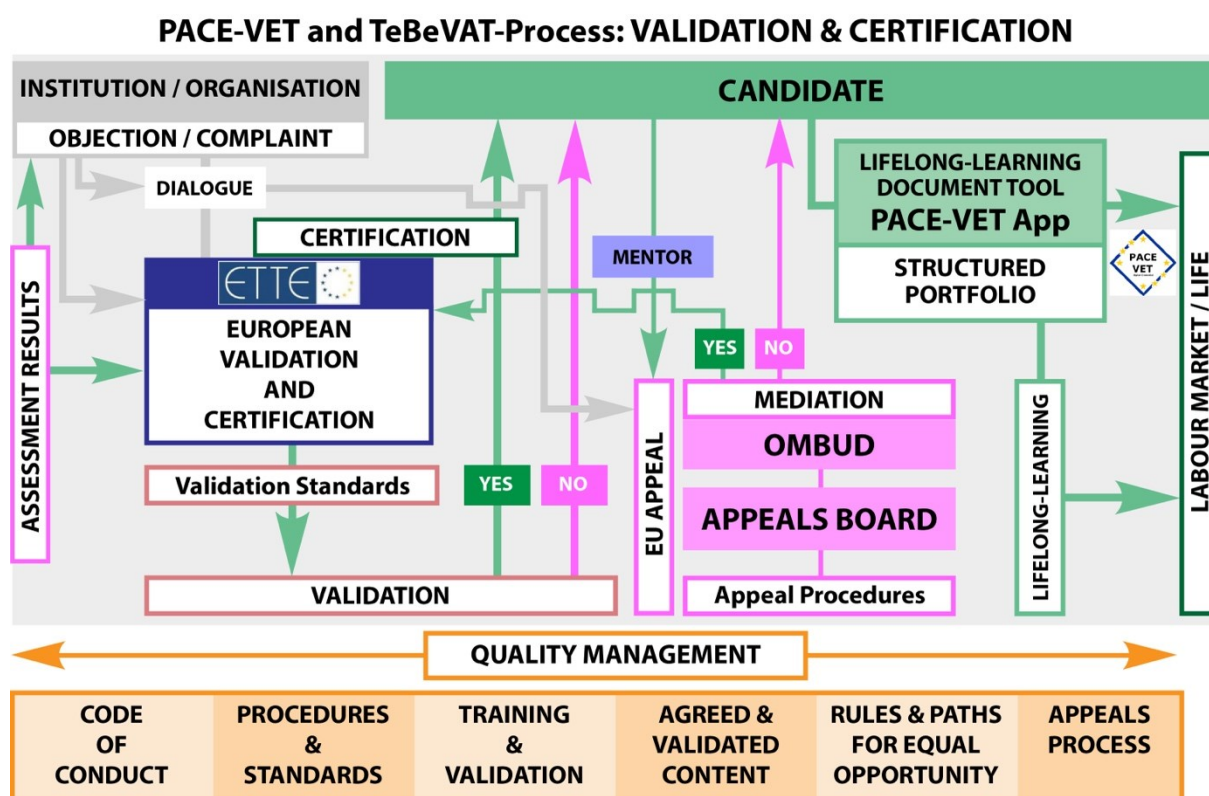 PACE-VET and TeBeVAT-Process: VALIDATION & CERTIFICATION
INSTITUTION / ORGANISATION
OBJECTION / COMPLAINT
DIALOGUE
CANDIDATE
CERTIFICATION
ETTE
EUROPEAN
VALIDATION
AND
CERTIFICATION
ASSESSMENT RESULTS
Validation Standards
VALIDATION
YES
NO
MENTOR
EU APPEAL
YES
NO
MEDIATION
OMBUD
APPEALS BOARD
Appeal Procedures
LIFELONG-LEARNING
DOCUMENT TOOL
PACE-VET App
STRUCTURED
PORTFOLIO
PACE
VET
LIFELONG-LEARNING
LABOUR MARKET / LIFE
QUALITY MANAGEMENT
CODE
OF
CONDUCT
PROCEDURES
&
STANDARDS
TRAINING
&
VALIDATION
AGREED &
VALIDATED
CONTENT
RULES & PATHS
FOR EQUAL
OPPORTUNITY
APPEALS
PROCESS